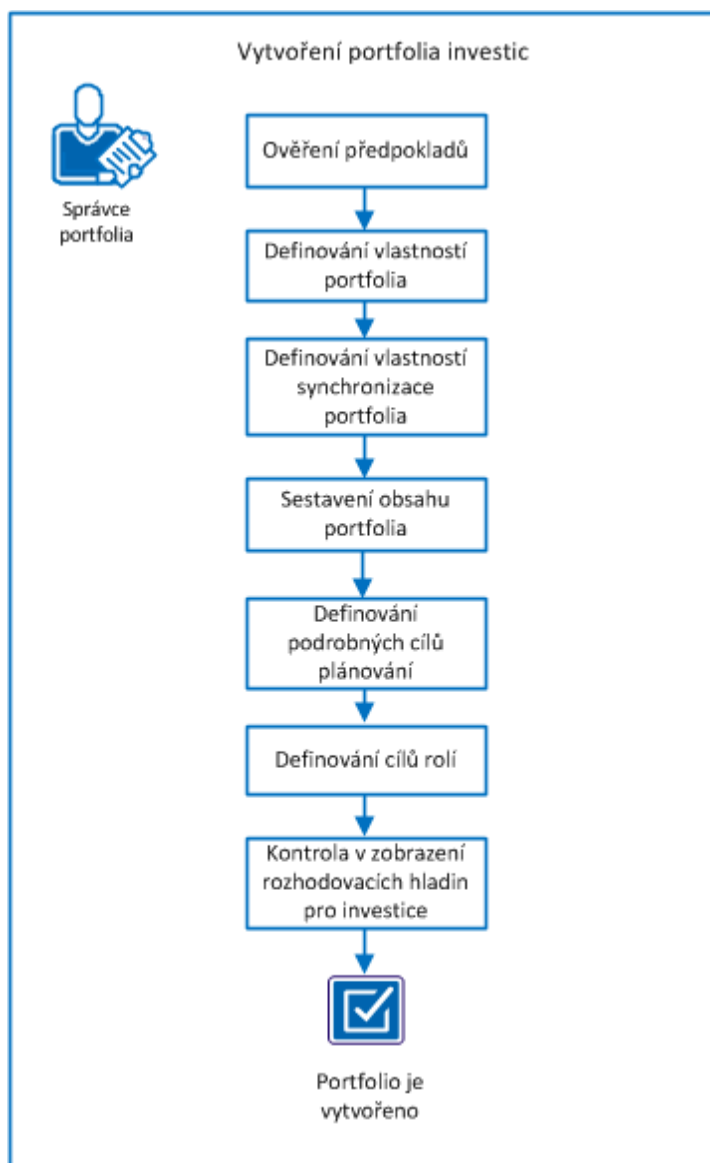 Vytvoření portfolia investic
Správce
portfolia
Ověření předpokladů
Definování vlastností
portfolia
Definování vlastností
synchronizace
portfolia
Sestavení obsahu
portfolia
Definování
podrobných cílů
plánování
Definování cílů rolí
Kontrola v zobrazení
rozhodovacích hladin
pro investice
Portfolio je
vytvořeno